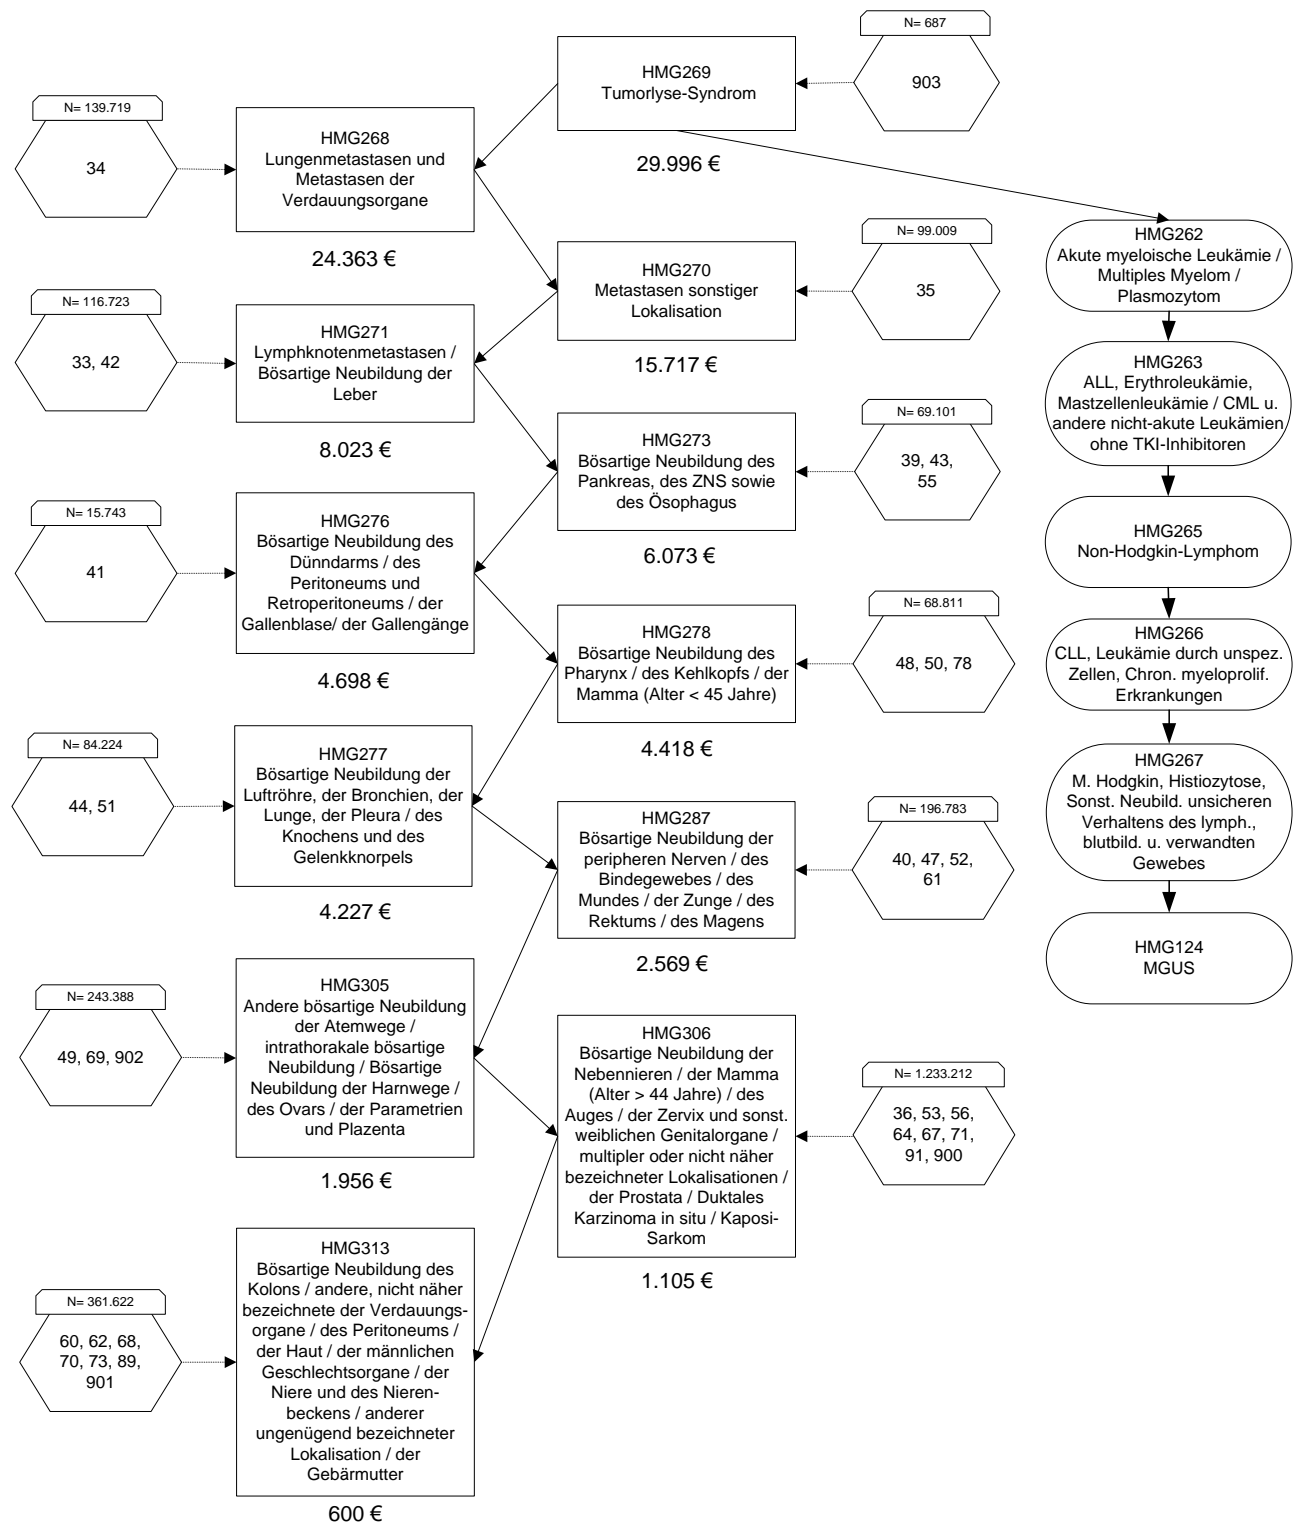 N= 687
903
HMG269
Tumorlyse-Syndrom
29.996 €
N= 139.719
34
HMG268
Lungenmetastasen und
Metastasen der
Verdauungsorgane
24.363 €
N= 99.009
35
HMG270
Metastasen sonstiger
Lokalisation
15.717 €
N= 116.723
33, 42
HMG271
Lymphknotenmetastasen /
Bösartige Neubildung der
Leber
8.023 €
N= 69.101
39, 43,
55
HMG273
Bösartige Neubildung des
Pankreas, des ZNS sowie
des Ösophagus
6.073 €
N= 15.743
41
HMG276
Bösartige Neubildung des
Dünndarms / des
Peritoneums und
Retroperitoneums / der
Gallenblase/ der Gallengänge
4.698 €
N= 68.811
48, 50, 78
HMG278
Bösartige Neubildung des
Pharynx / des Kehlkopfs / der
Mamma (Alter < 45 Jahre)
4.418 €
N= 84.224
44, 51
HMG277
Bösartige Neubildung der
Luftröhre, der Bronchien, der
Lunge, der Pleura / des
Knochens und des
Gelenkknorpels
4.227 €
N= 196.783
40, 47, 52,
61
HMG287
Bösartige Neubildung der
peripheren Nerven / des
Bindegewebes / des
Mundes / der Zunge / des
Rektums / des Magens
2.569 €
N= 243.388
49, 69, 902
HMG305
Andere bösartige Neubildung
der Atemwege /
intrathorakale bösartige
Neubildung / Bösartige
Neubildung der Harnwege /
des Ovars / der Parametrien
und Plazenta
1.956 €
N= 1.233.212
36, 53, 56,
64, 67, 71,
91, 900
HMG306
Bösartige Neubildung der
Nebennieren / der Mamma
(Alter > 44 Jahre) / des
Auges / der Zervix und sonst.
weiblichen Genitalorgane /
multipler oder nicht näher
bezeichneter Lokalisationen /
der Prostata / Duktales
Karzinoma in situ / Kaposi-
Sarkom
1.105 €
N= 361.622
60, 62, 68,
70, 73, 89,
901
HMG313
Bösartige Neubildung des
Kolons / andere, nicht näher
bezeichnete der Verdauungs-
organe / des Peritoneums /
der Haut / der männlichen
Geschlechtsorgane / der
Niere und des Nieren-
beckens / anderer
ungenügend bezeichneter
Lokalisation / der
Gebärmutter
600 €
HMG262
Akute myeloische Leukämie /
Multiples Myelom /
Plasmozytom
HMG263
ALL, Erythroleukämie,
Mastzellenleukämie / CML u.
andere nicht-akute Leukämien
ohne TKI-Inhibitoren
HMG265
Non-Hodgkin-Lymphom
HMG266
CLL, Leukämie durch unspez.
Zellen, Chron. myeloprolif.
Erkrankungen
HMG267
M. Hodgkin, Histiozytose,
Sonst. Neubild. unsicheren
Verhaltens des lymph.,
blutbild. u. verwandten
Gewebes
HMG124
MGUS